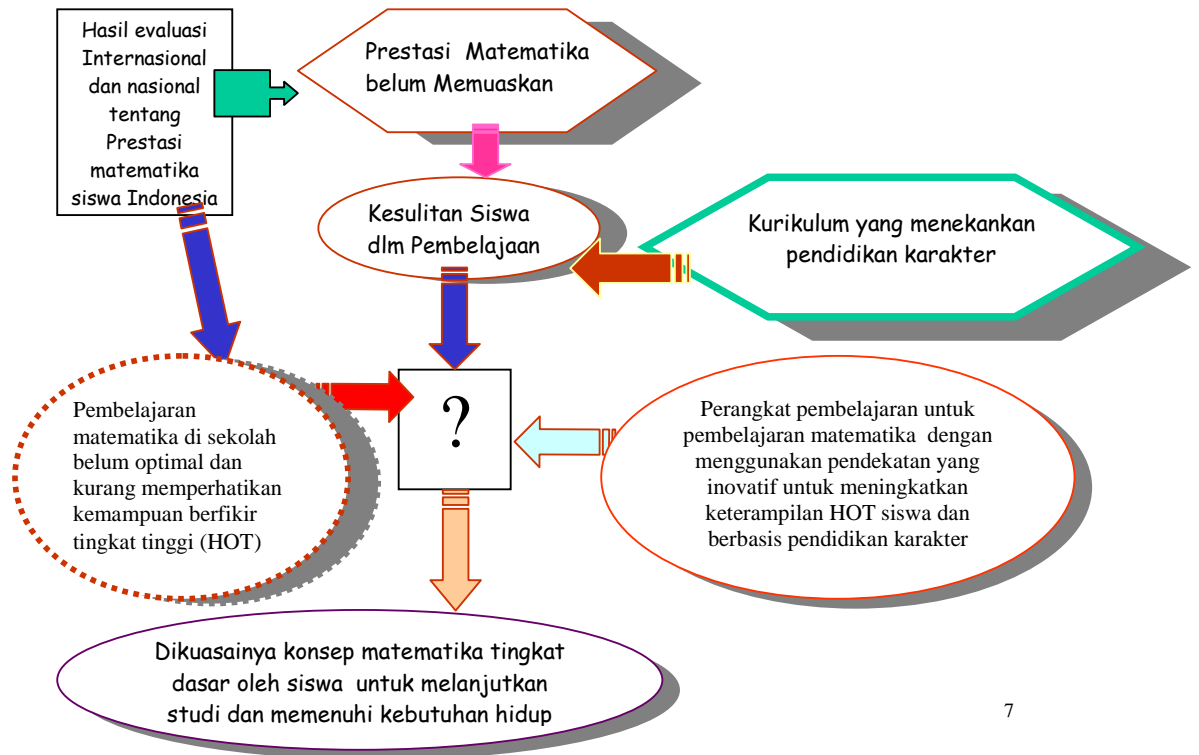 Hasil evaluasi
Internasional
dan nasional
tentang
Prestasi
matematika
siswa Indonesia
Prestasi Matematika
belum Memuaskan
Kesulitan Siswa
dlm Pembelajaan
Kurikulum yang menekankan
pendidikan karakter
Pembelajaran
matematika di sekolah
belum optimal dan
kurang memperhatikan
kemampuan berfikir
tingkat tinggi (HOT)
?
Perangkat pembelajaran untuk
pembelajaran matematika dengan
menggunakan pendekatan yang
inovatif untuk meningkatkan
keterampilan HOT siswa dan
berbasis pendidikan karakter
Dikuasainya konsep matematika tingkat
dasar oleh siswa untuk melanjutkan
studi dan memenuhi kebutuhan hidup
7